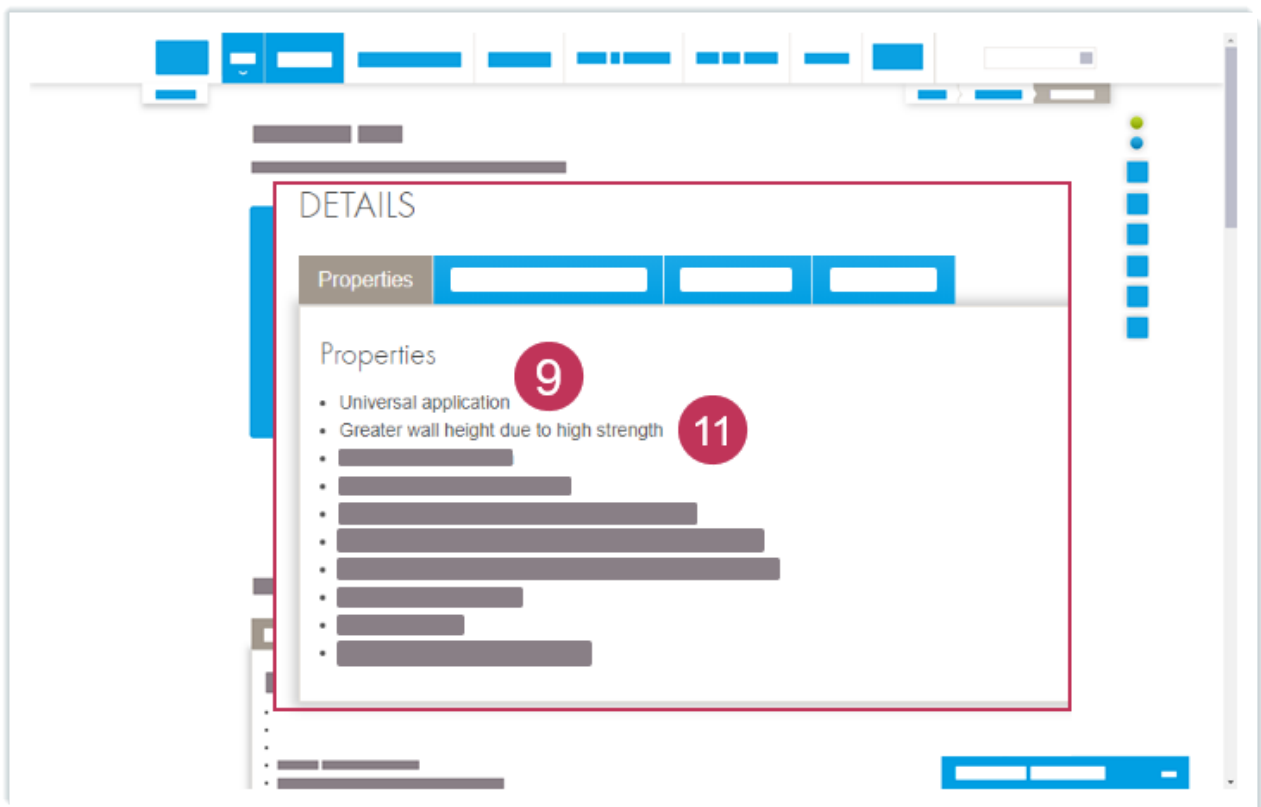 DETAILS
Properties
Properties
9
• Universal application
• Greater wall height due to high strength 11